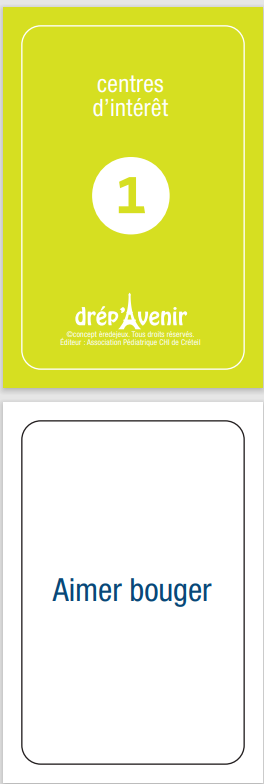 centres
d'intérêt
1
drép'Avenir
©concept éredejeux. Tous droits réservés.
Éditeur : Association Pédiatrique CHI de Créteil
Aimer bouger